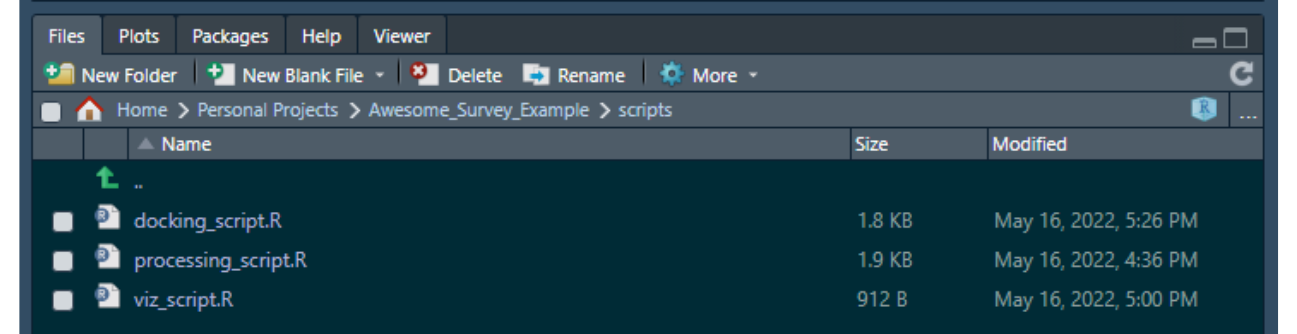 Files Plots Packages Help Viewer
New Folder New Blank File Delete Rename More
Home Personal Projects Awesome_Survey_Example scripts R ...
Name Size Modified
..
R docking_script.R 1.8 KB May 16, 2022, 5:26 PM
R processing_script.R 1.9 KB May 16, 2022, 4:36 PM
R viz_script.R 912 B May 16, 2022, 5:00 PM